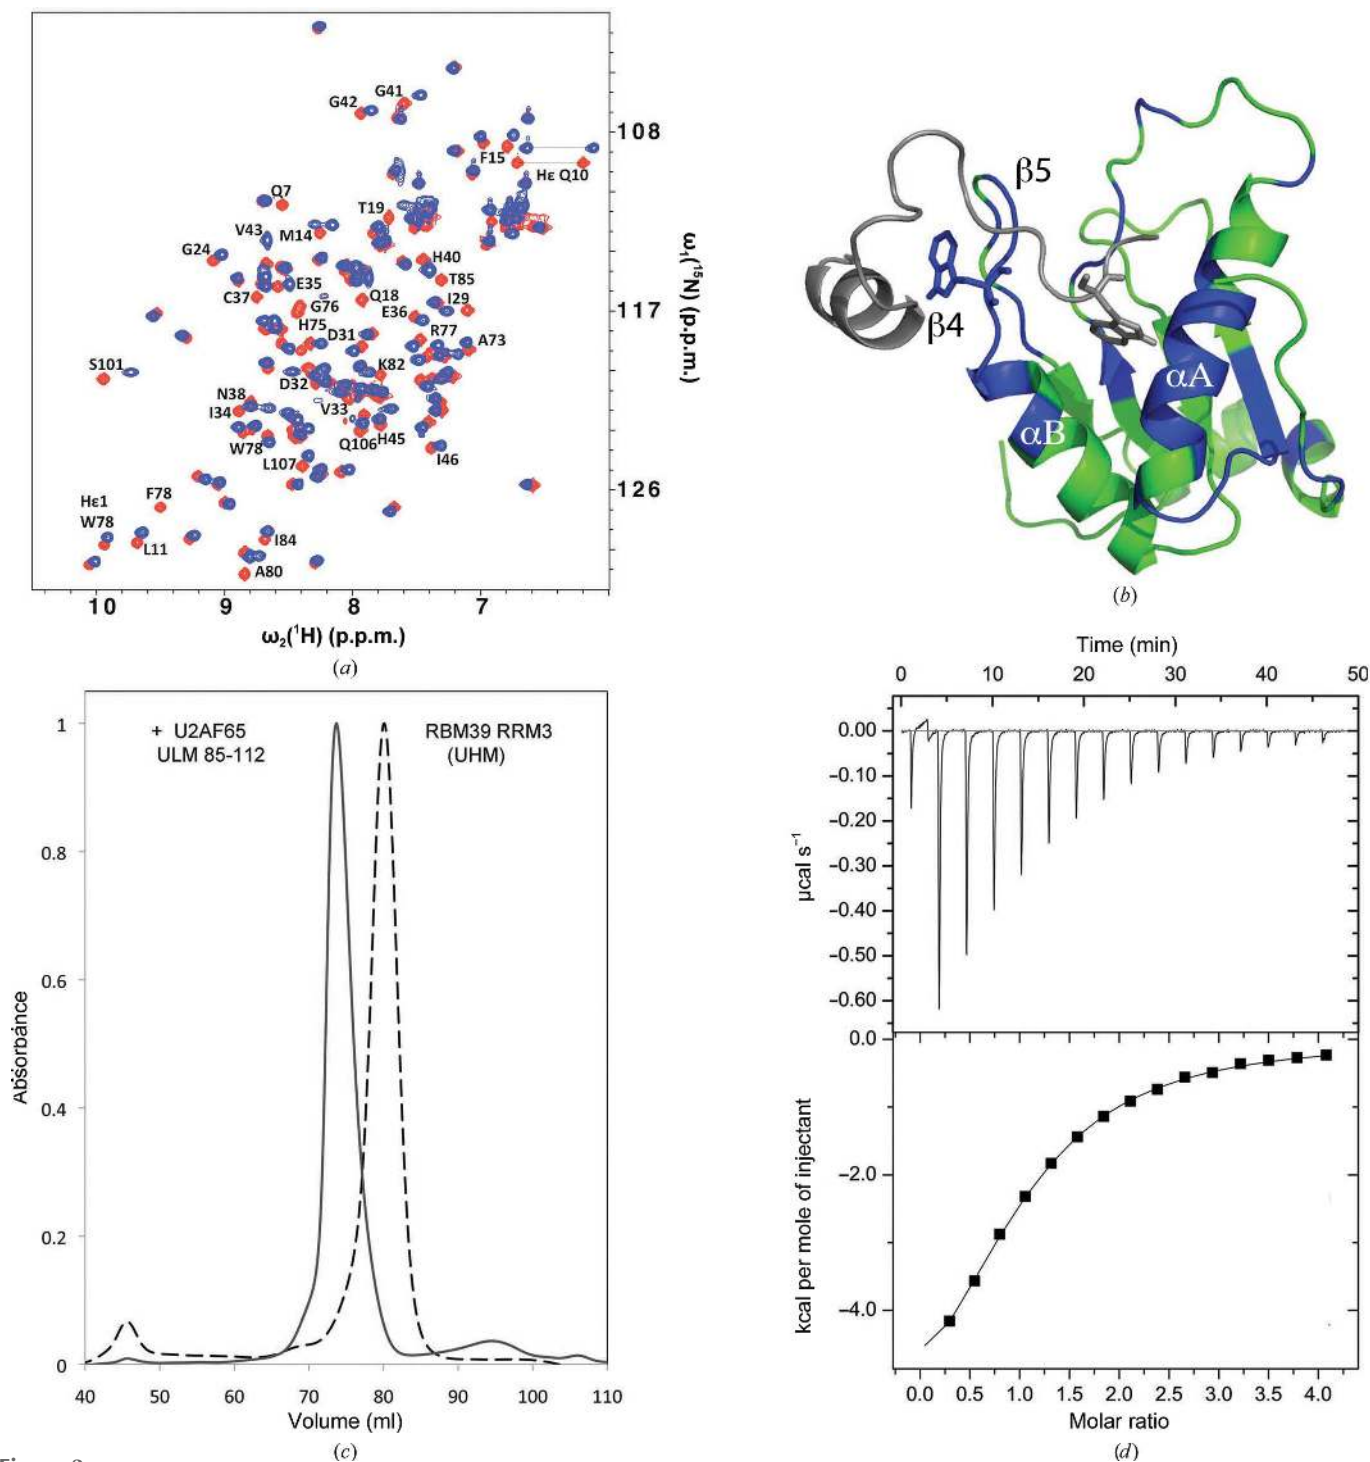 G41
G42
108
F15
Hε Q10
Q7
T19
V43
M14
G24
H40
E35
T85
C37
Q18
I29
G76
E36
117
H75
D31
R77
A73
S101
K82
D32
N38
V33
I34
H45
Q106
W78
I46
L107
126
F78
Hε1
W78
L11
I84
A80
10 9 8 7
ω₂(¹H) (p.p.m.)
ω₁(¹⁵N) (p.p.m.)
(a)
β5
β4
αA
αB
(b)
+ U2AF65
ULM 85-112
RBM39 RRM3
(UHM)
1
0.8
0.6
0.4
0.2
0
Absorbance
40 50 60 70 80 90 100 110
Volume (ml)
(c)
Time (min)
0 10 20 30 40 50
0.00
−0.10
−0.20
−0.30
−0.40
−0.50
−0.60
µcal s⁻¹
0.0
−2.0
−4.0
kcal per mole of injectant
0.0 0.5 1.0 1.5 2.0 2.5 3.0 3.5 4.0
Molar ratio
(d)